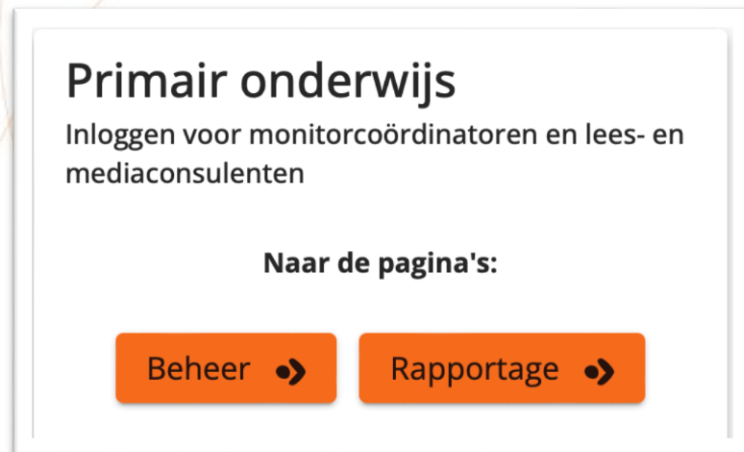 Primair onderwijs
Inloggen voor monitorcoördinatoren en lees- en
mediaconsulenten
Naar de pagina's:
Beheer
Rapportage